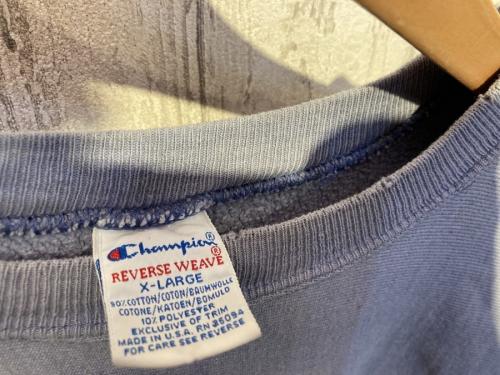 Champion®
REVERSE WEAVE®
X-LARGE
90% COTTON/COTON/BAUMWOLLE
COTONE/KATOEN/BOMULD
10% POLYESTER
EXCLUSIVE OF TRIM
MADE IN U.S.A. RN 26094
FOR CARE SEE REVERSE